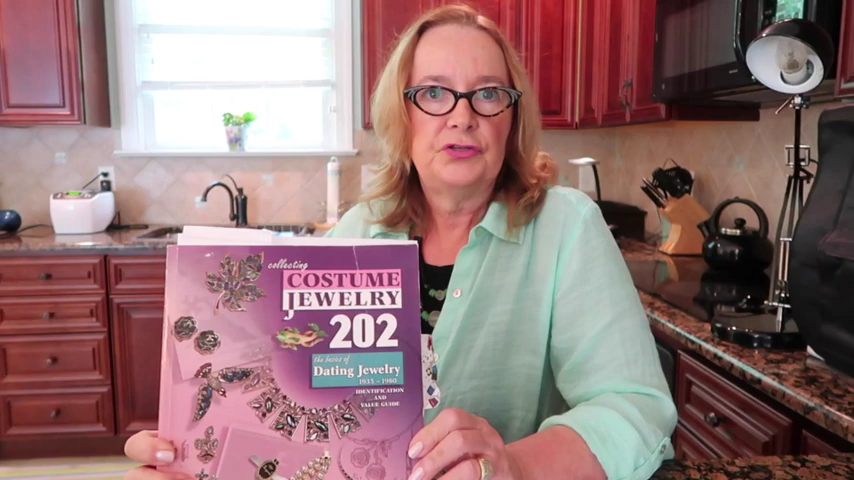 collecting
COSTUME
JEWELRY
202
the basics of
Dating Jewelry
1935 - 1980
IDENTIFICATION
AND
VALUE GUIDE